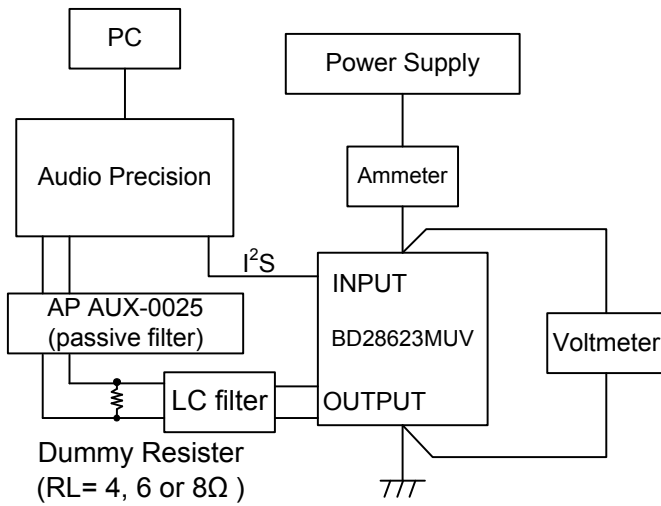 PC
Power Supply
Audio Precision
Ammeter
I²S
INPUT
AP AUX-0025
(passive filter)
BD28623MUV
Voltmeter
LC filter
OUTPUT
Dummy Resister
(RL= 4, 6 or 8Ω )